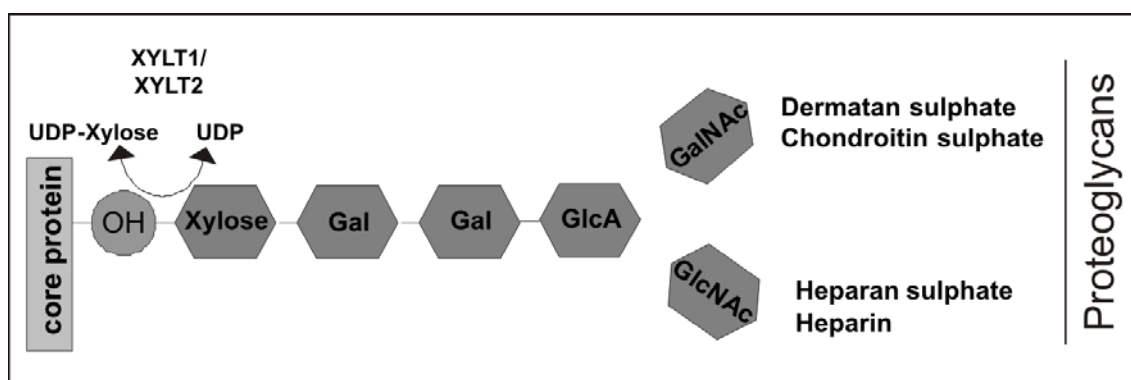 XYLT1/
XYLT2
UDP-Xylose
UDP
core protein
OH
Xylose
Gal
Gal
GlcA
GalNAc
Dermatan sulphate
Chondroitin sulphate
GlcNAc
Heparan sulphate
Heparin
Proteoglycans